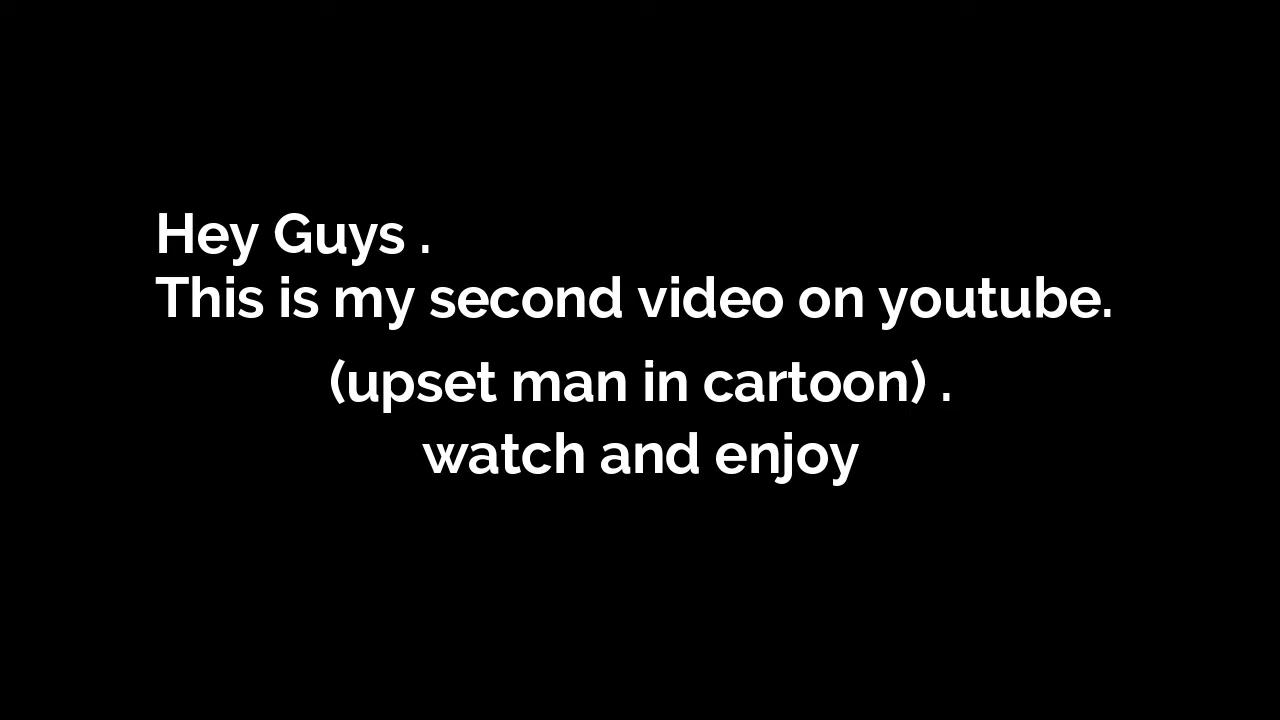 Hey Guys .
This is my second video on youtube.
(upset man in cartoon) .
watch and enjoy